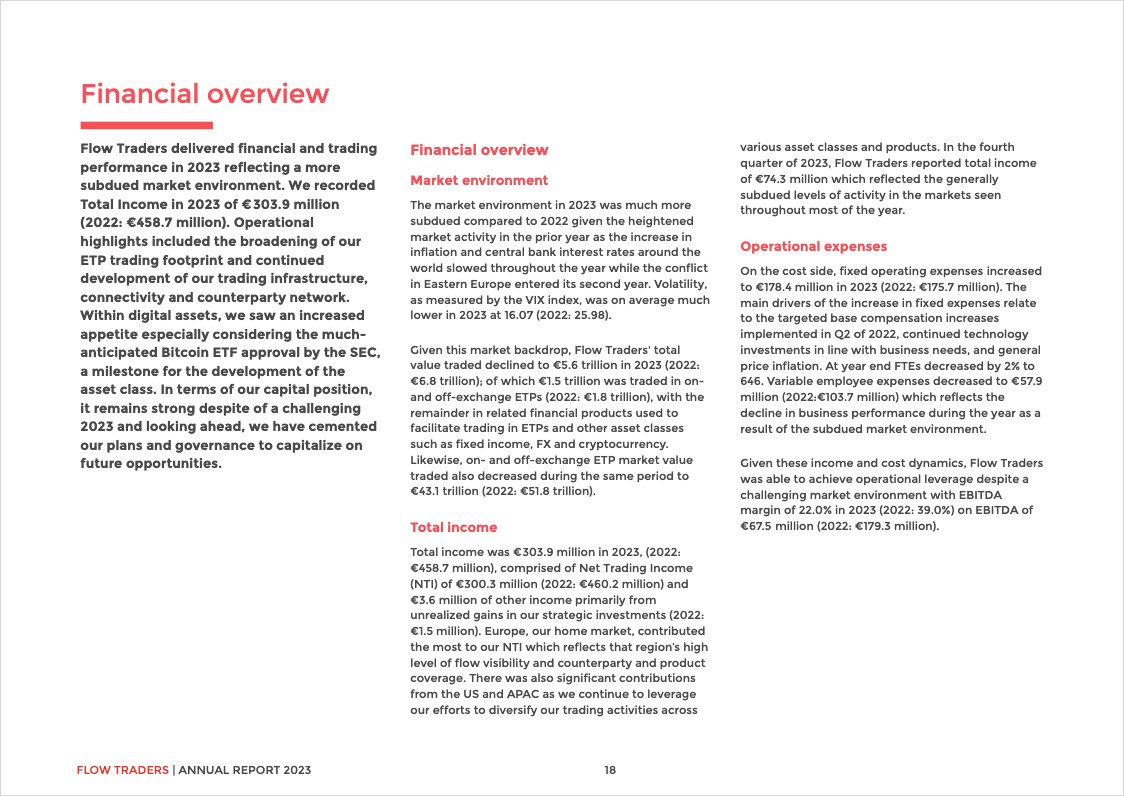 Financial overview
Flow Traders delivered financial and trading
performance in 2023 reflecting a more
subdued market environment. We recorded
Total Income in 2023 of €303.9 million
(2022: €458.7 million). Operational
highlights included the broadening of our
ETP trading footprint and continued
development of our trading infrastructure,
connectivity and counterparty network.
Within digital assets, we saw an increased
appetite especially considering the much-
anticipated Bitcoin ETF approval by the SEC,
a milestone for the development of the
asset class. In terms of our capital position,
it remains strong despite of a challenging
2023 and looking ahead, we have cemented
our plans and governance to capitalize on
future opportunities.
Financial overview
Market environment
The market environment in 2023 was much more
subdued compared to 2022 given the heightened
market activity in the prior year as the increase in
inflation and central bank interest rates around the
world slowed throughout the year while the conflict
in Eastern Europe entered its second year. Volatility,
as measured by the VIX index, was on average much
lower in 2023 at 16.07 (2022: 25.98).
Given this market backdrop, Flow Traders' total
value traded declined to €5.6 trillion in 2023 (2022:
€6.8 trillion); of which €1.5 trillion was traded in on-
and off-exchange ETPs (2022: €1.8 trillion), with the
remainder in related financial products used to
facilitate trading in ETPs and other asset classes
such as fixed income, FX and cryptocurrency.
Likewise, on- and off-exchange ETP market value
traded also decreased during the same period to
€43.1 trillion (2022: €51.8 trillion).
Total income
Total income was €303.9 million in 2023, (2022:
€458.7 million), comprised of Net Trading Income
(NTI) of €300.3 million (2022: €460.2 million) and
€3.6 million of other income primarily from
unrealized gains in our strategic investments (2022:
€1.5 million). Europe, our home market, contributed
the most to our NTI which reflects that region's high
level of flow visibility and counterparty and product
coverage. There was also significant contributions
from the US and APAC as we continue to leverage
our efforts to diversify our trading activities across
various asset classes and products. In the fourth
quarter of 2023, Flow Traders reported total income
of €74.3 million which reflected the generally
subdued levels of activity in the markets seen
throughout most of the year.
Operational expenses
On the cost side, fixed operating expenses increased
to €178.4 million in 2023 (2022: €175.7 million). The
main drivers of the increase in fixed expenses relate
to the targeted base compensation increases
implemented in Q2 of 2022, continued technology
investments in line with business needs, and general
price inflation. At year end FTEs decreased by 2% to
646. Variable employee expenses decreased to €57.9
million (2022:€103.7 million) which reflects the
decline in business performance during the year as a
result of the subdued market environment.
Given these income and cost dynamics, Flow Traders
was able to achieve operational leverage despite a
challenging market environment with EBITDA
margin of 22.0% in 2023 (2022: 39.0%) on EBITDA of
€67.5 million (2022: €179.3 million).
FLOW TRADERS | ANNUAL REPORT 2023
18